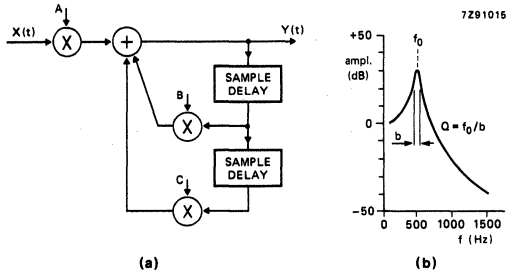 7Z91015
A
X(t)
X
+
Y(t)
SAMPLE
DELAY
B
X
SAMPLE
DELAY
C
X
(a)
f₀
ampl.
(dB)
50
0
−50
b
Q = f₀/b
0 500 1000 1500
f (Hz)
(b)